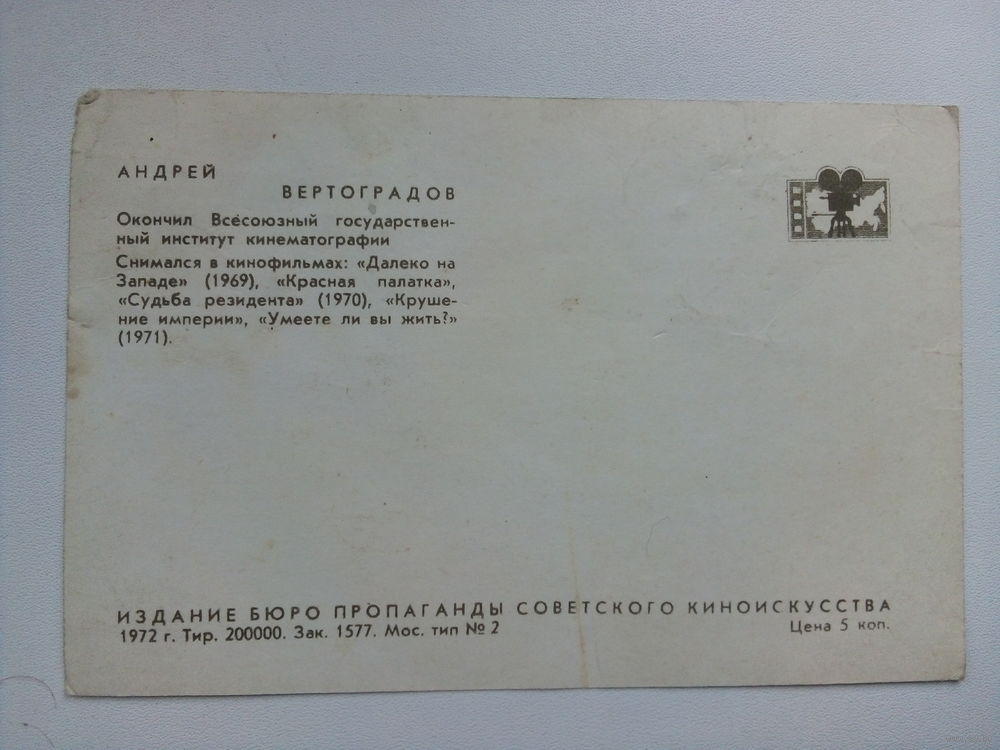 АНДРЕЙ
ВЕРТОГРАДОВ
Окончил Всесоюзный государствен-
ный институт кинематографии
Снимался в кинофильмах: «Далеко на
Западе» (1969), «Красная палатка»,
«Судьба резидента» (1970), «Круше-
ние империи», «Умеете ли вы жить?»
(1971).
ИЗДАНИЕ БЮРО ПРОПАГАНДЫ СОВЕТСКОГО КИНОИСКУССТВА
1972 г. Тир. 200000. Зак. 1577. Мос. тип № 2
Цена 5 коп.